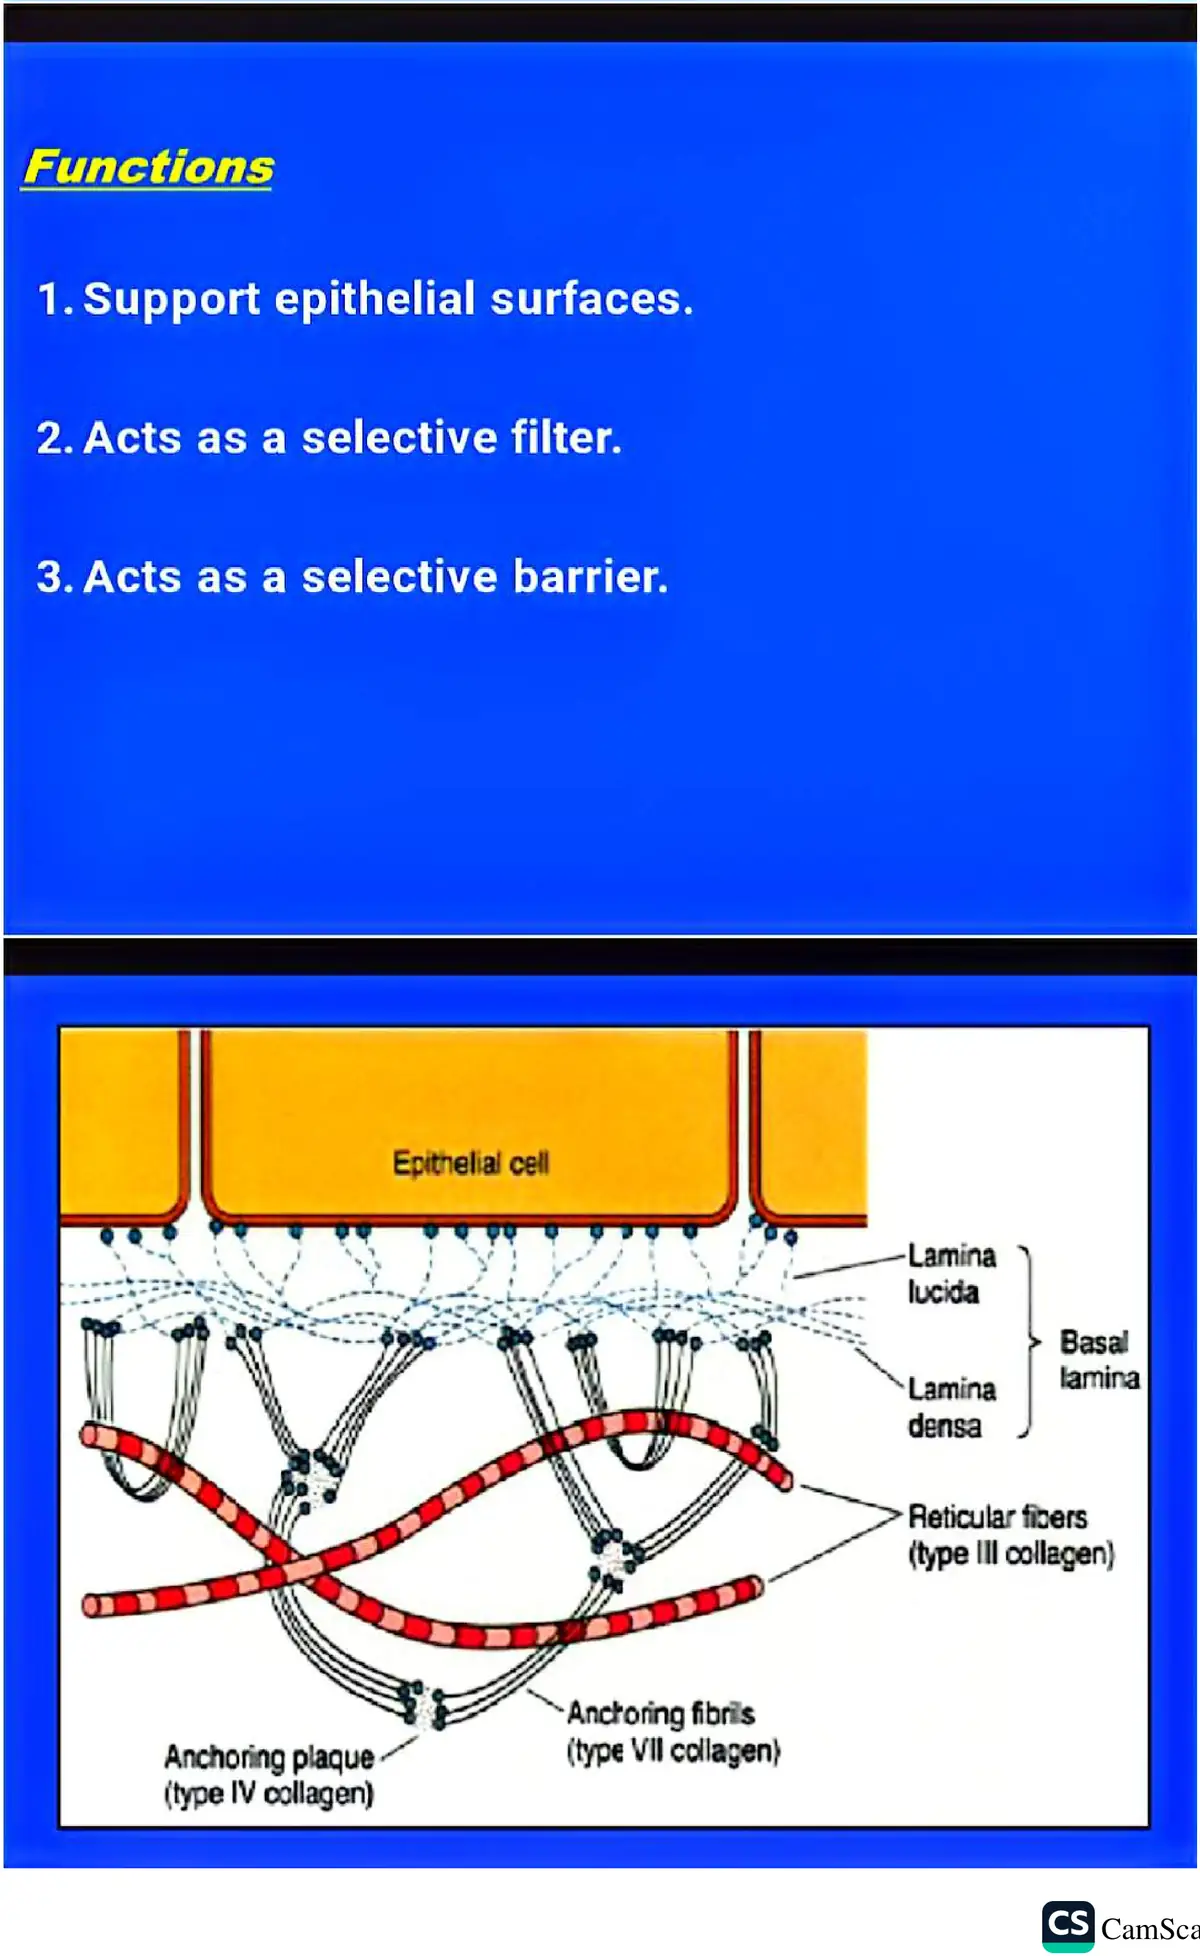 Functions
1. Support epithelial surfaces.
2. Acts as a selective filter.
3. Acts as a selective barrier.
Epithelial cell
Lamina
lucida
Basal
lamina
Lamina
densa
Reticular fibers
(type III collagen)
Anchoring fibrils
(type VII collagen)
Anchoring plaque
(type IV collagen)
CS CamSca